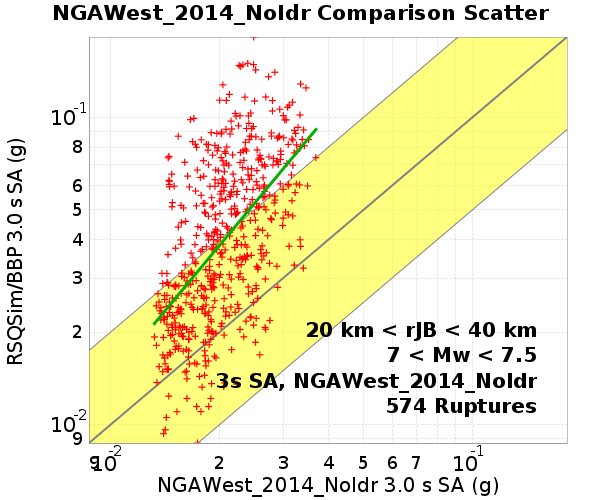 NGAWest_2014_NoIdr Comparison Scatter
RSQSim/BBP 3.0 s SA (g)
10⁻¹
8
6
5
4
3
2
10⁻²
9
20 km < rJB < 40 km
7 < Mw < 7.5
3s SA, NGAWest_2014_NoIdr
574 Ruptures
9 10⁻² 2 3 4 5 6 7 10⁻¹
NGAWest_2014_NoIdr 3.0 s SA (g)